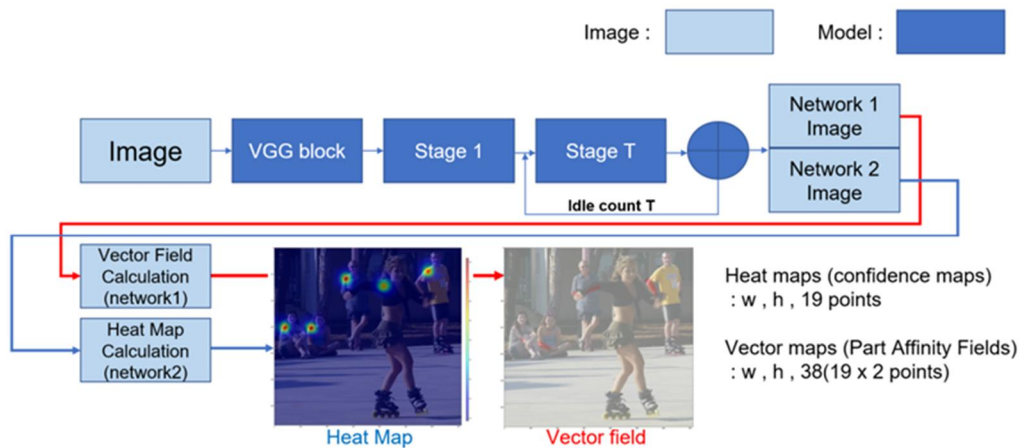 Image :
Model :
Image
VGG block
Stage 1
Stage T
Network 1
Image
Network 2
Image
Idle count T
Vector Field
Calculation
(network1)
Heat Map
Calculation
(network2)
Heat Map
Vector field
Heat maps (confidence maps)
: w , h , 19 points
Vector maps (Part Affinity Fields)
: w , h , 38(19 x 2 points)